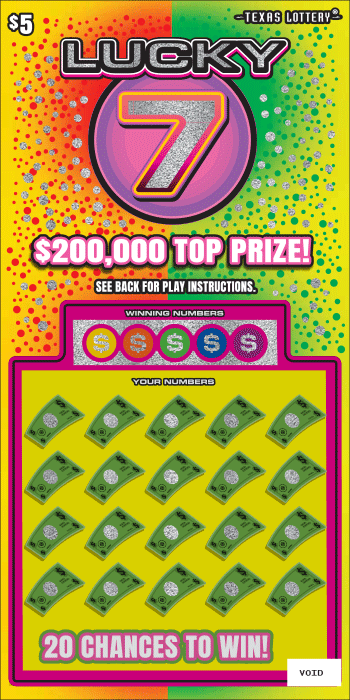 $5
TEXAS LOTTERY®
LUCKY
7
$200,000 TOP PRIZE!
SEE BACK FOR PLAY INSTRUCTIONS.
WINNING NUMBERS
$ $ $ $ $
YOUR NUMBERS
20 CHANCES TO WIN!
VOID